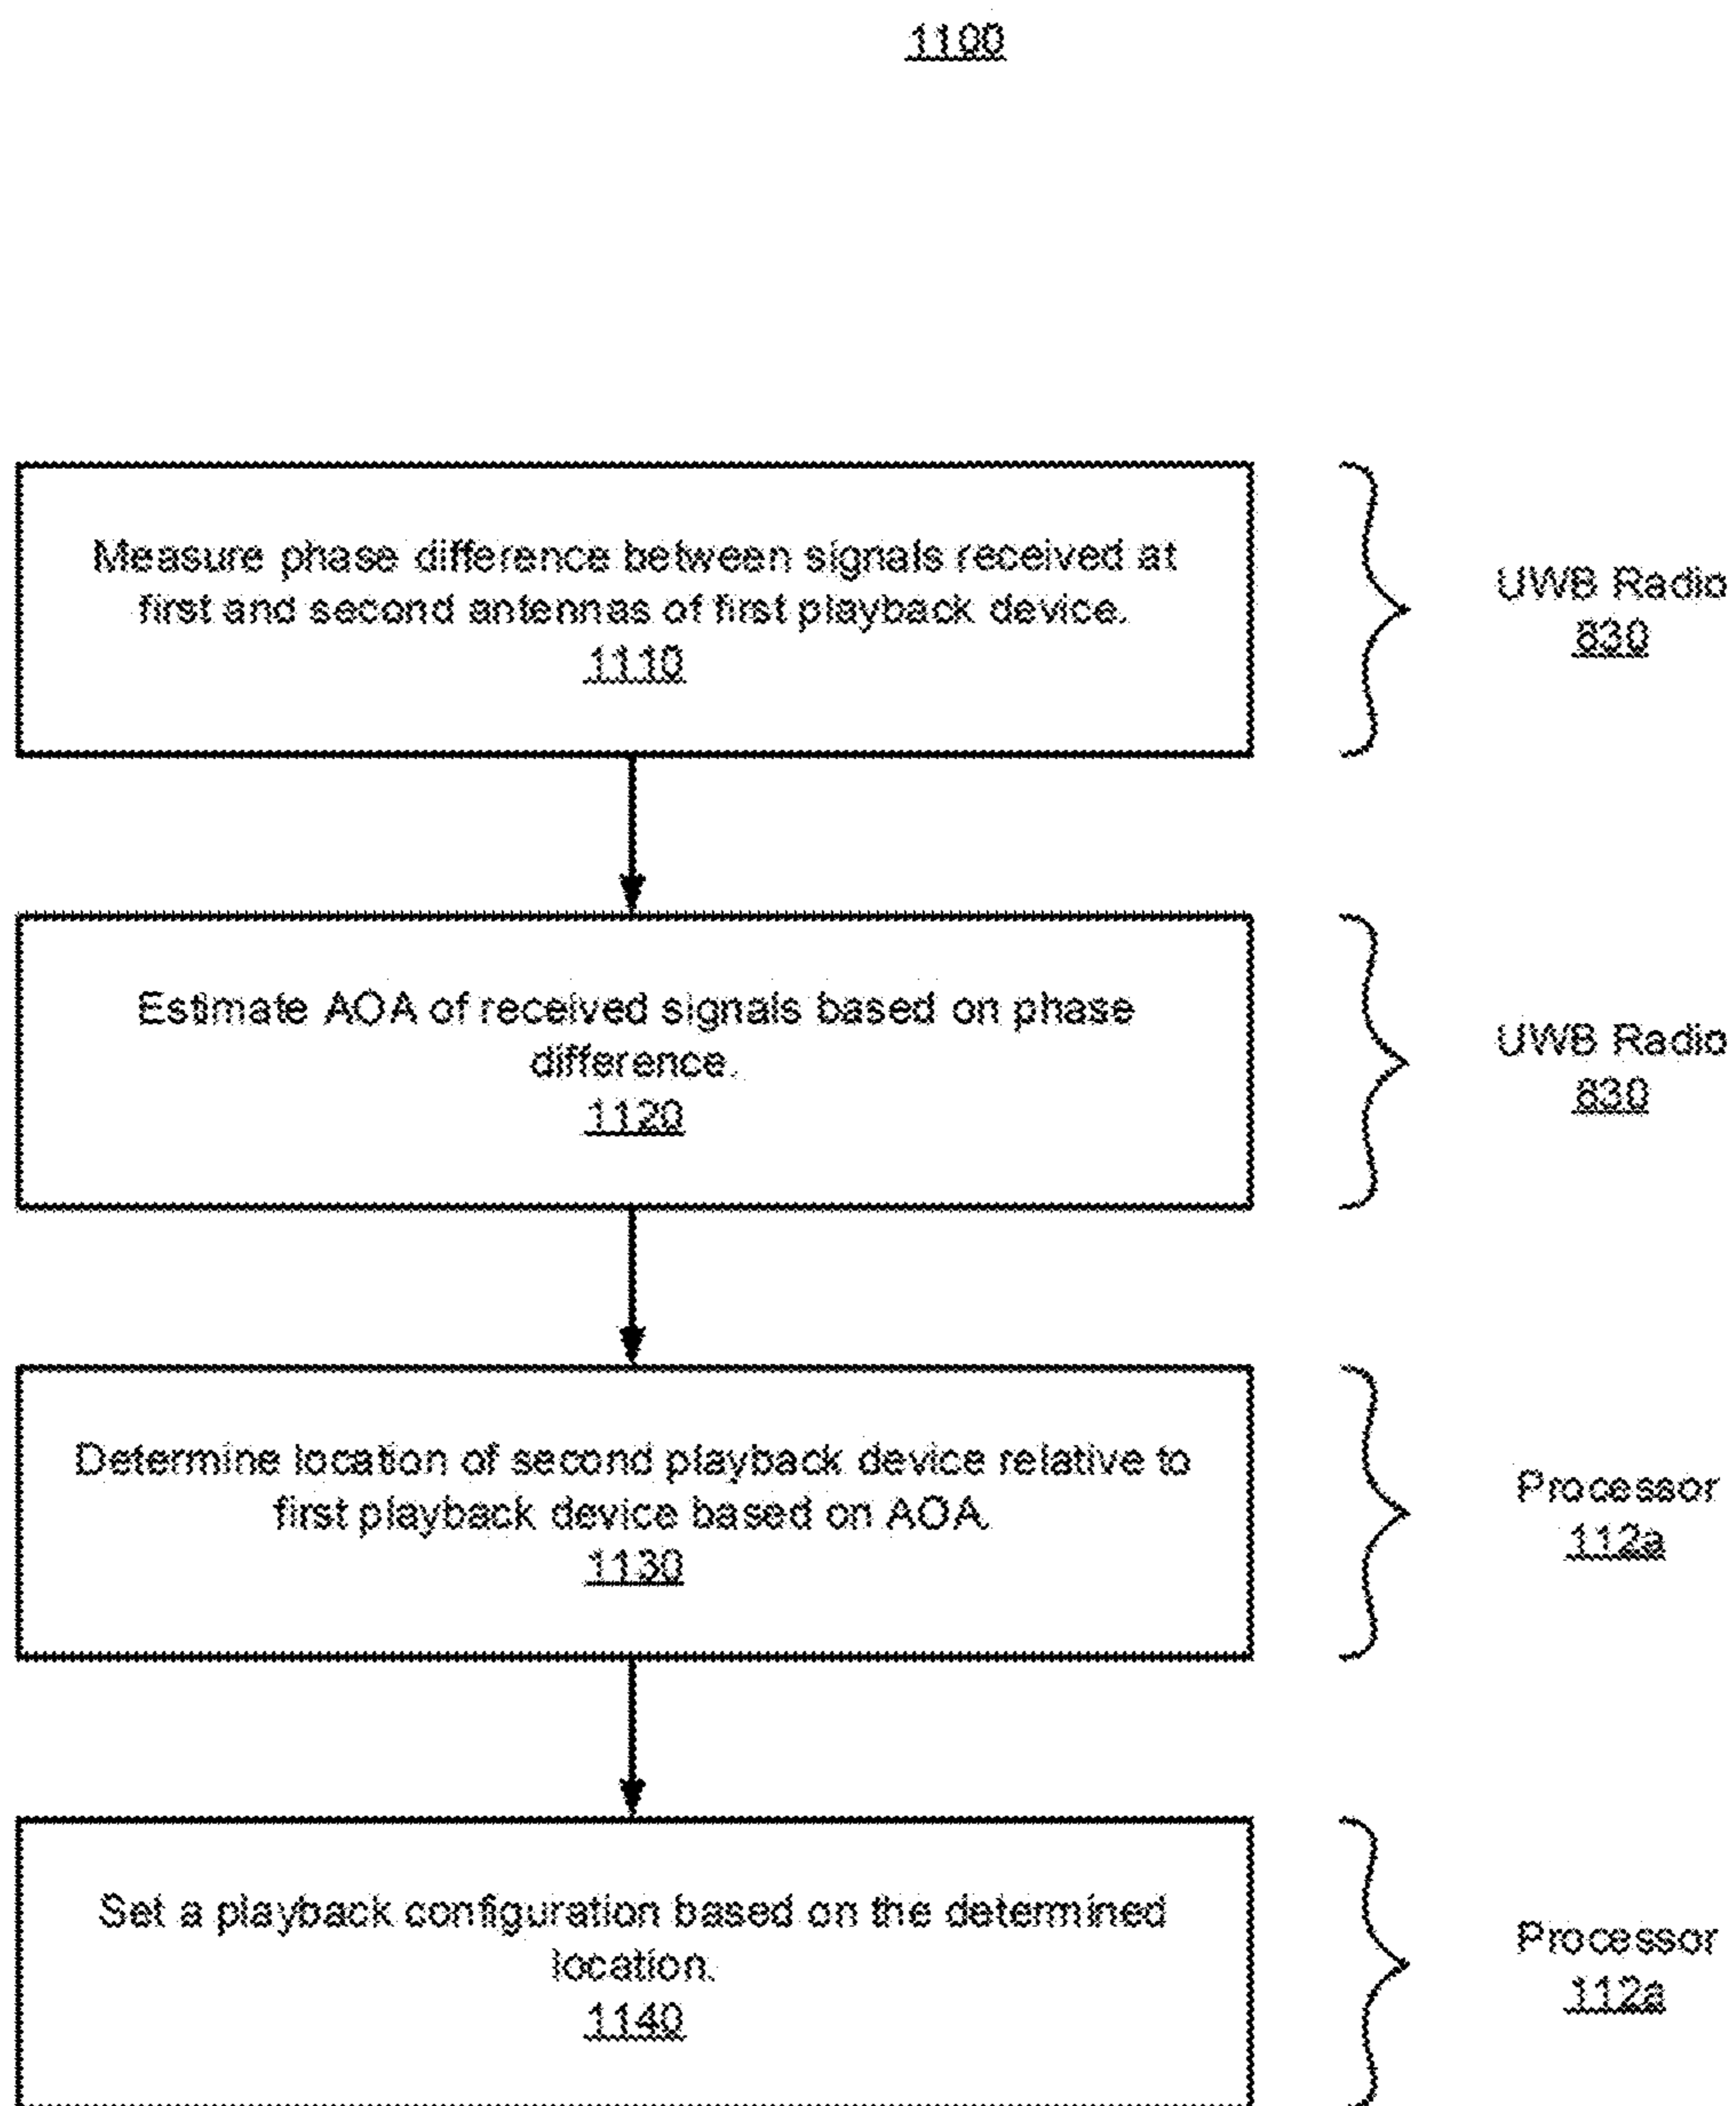 1100
Measure phase difference between signals received at
first and second antennas of first playback device.
1110
UWB Radio
830
Estimate AOA of received signals based on phase
difference.
1120
UWB Radio
830
Determine location of second playback device relative to
first playback device based on AOA.
1130
Processor
112a
Set a playback configuration based on the determined
location.
1140
Processor
112a